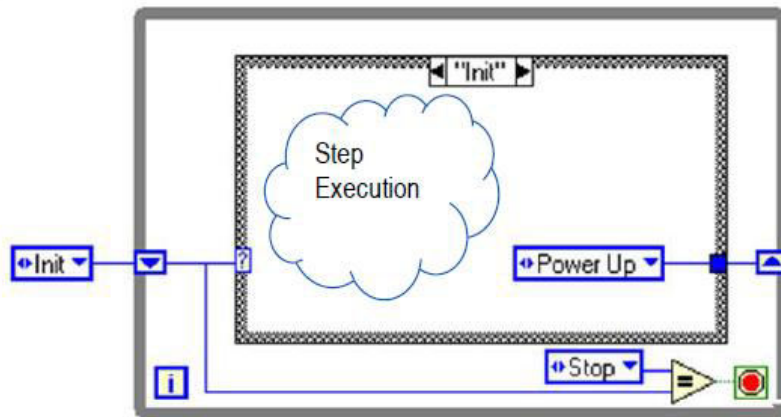 "Init"
Step
Execution
Init
?
Power Up
Stop
i
=